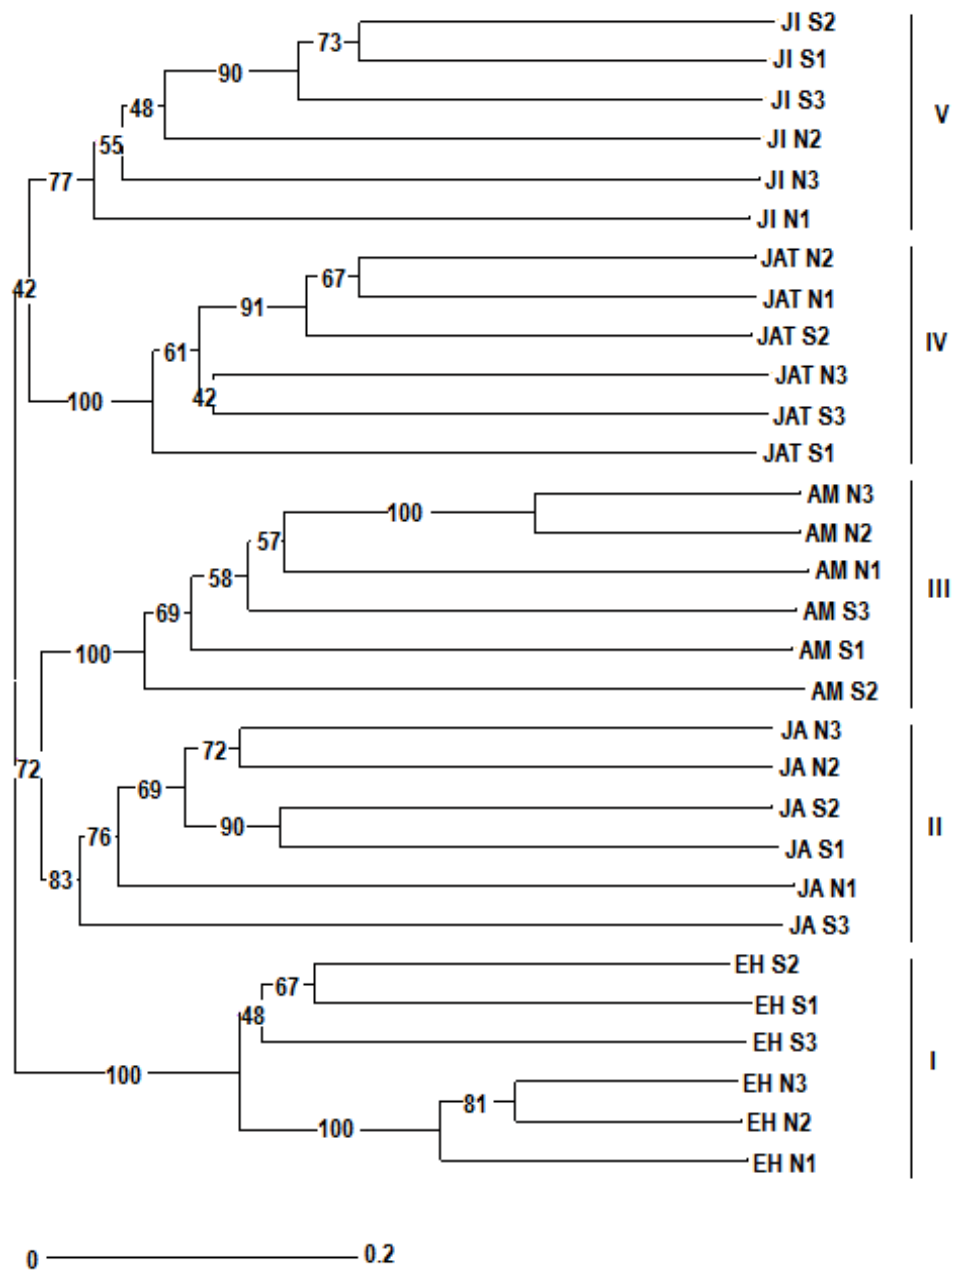 JI S2
73
JI S1
90
JI S3
48
V
JI N2
55
77
JI N3
JI N1
JAT N2
67
42
JAT N1
91
JAT S2
IV
61
JAT N3
42
100
JAT S3
JAT S1
AM N3
100
AM N2
57
AM N1
58
III
AM S3
69
100
AM S1
AM S2
JA N3
72
72
JA N2
69
JA S2
90
II
76
JA S1
83
JA N1
JA S3
EH S2
67
EH S1
48
EH S3
I
100
EH N3
81
EH N2
100
EH N1
0
0.2